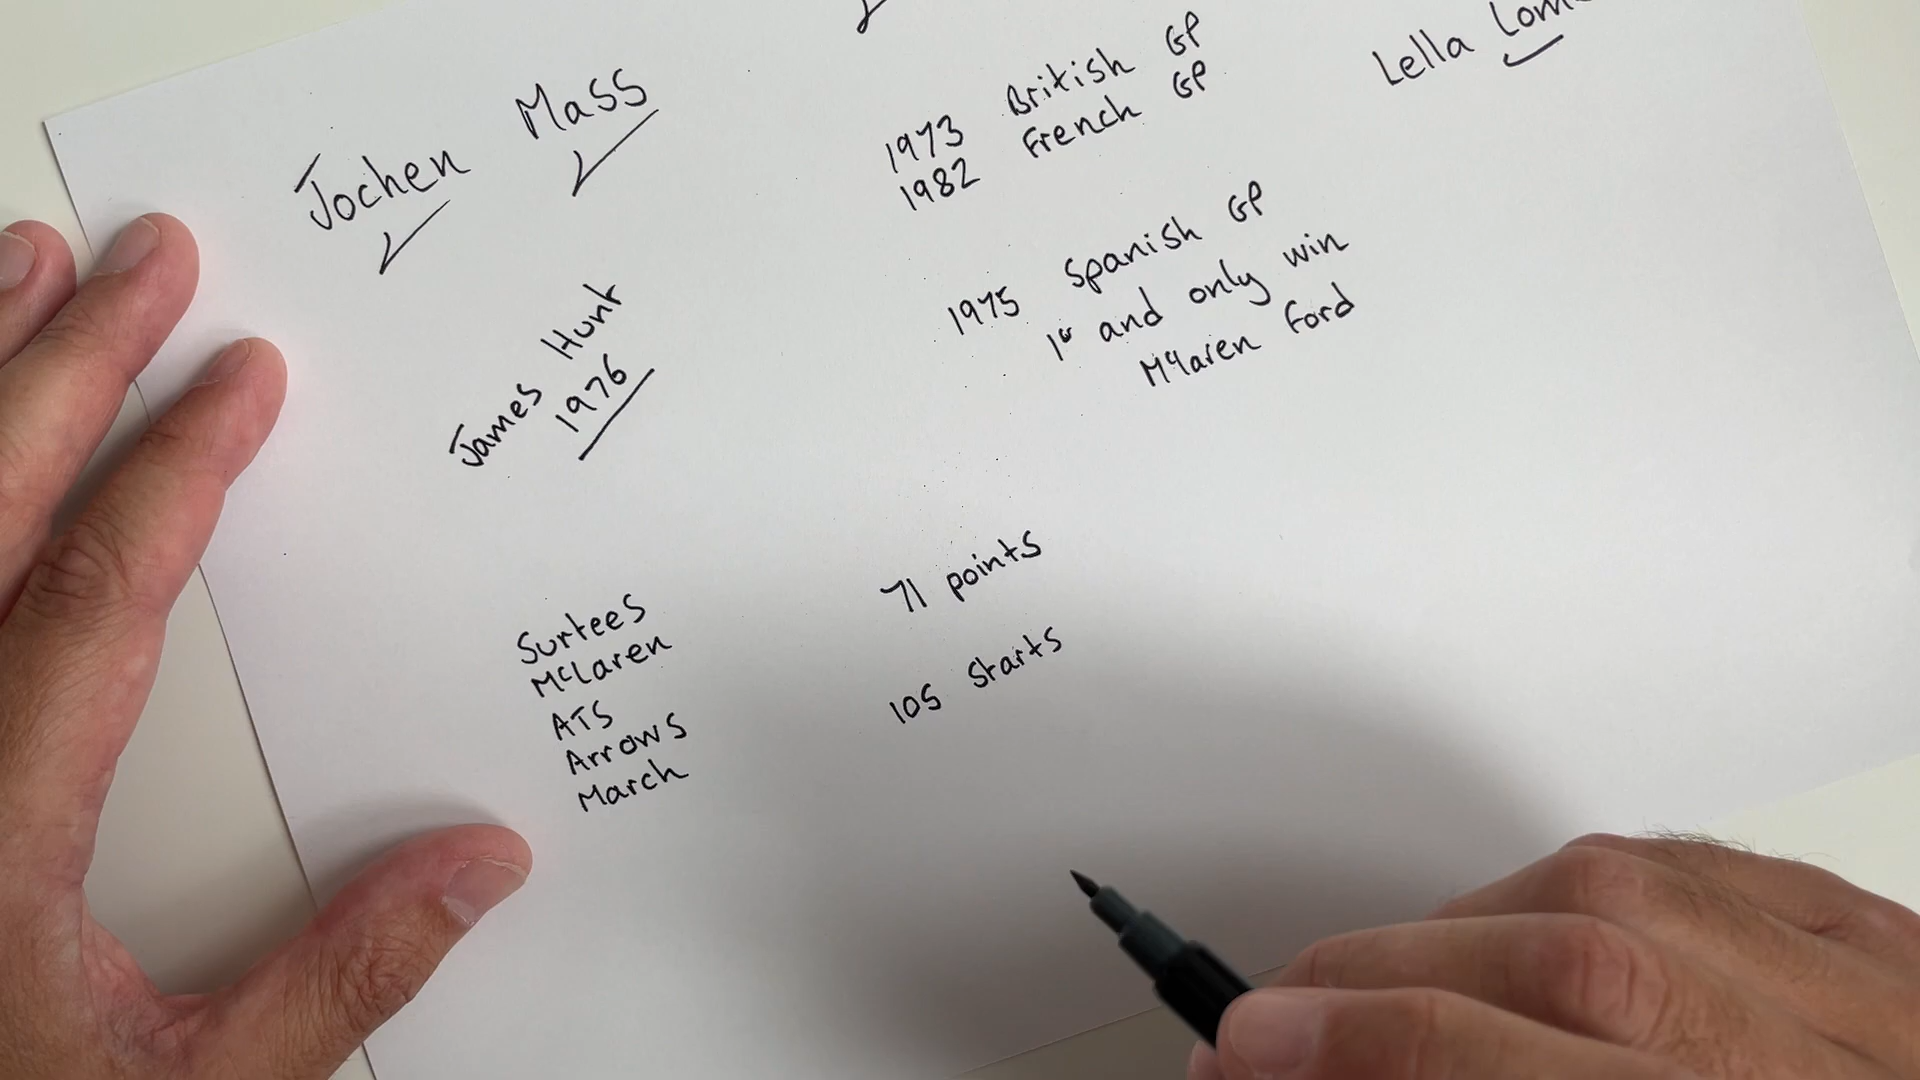 Jochen Mass
1973 British GP
1982 French GP
Lella
James Hunt
1976
1975 Spanish GP
1st and only win
McLaren Ford
Surtees
McLaren
ATS
Arrows
March
71 points
105 starts